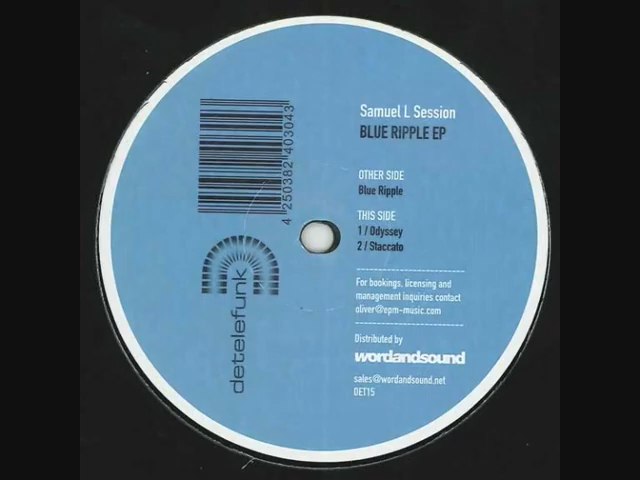 Samuel L Session
BLUE RIPPLE EP
OTHER SIDE
Blue Ripple
THIS SIDE
1 / Odyssey
2 / Staccato
For bookings, licensing and
management inquiries contact
oliver@epm-music.com
Distributed by
wordandsound
sales@wordandsound.net
DET15
4 250382 403043
detelefunk